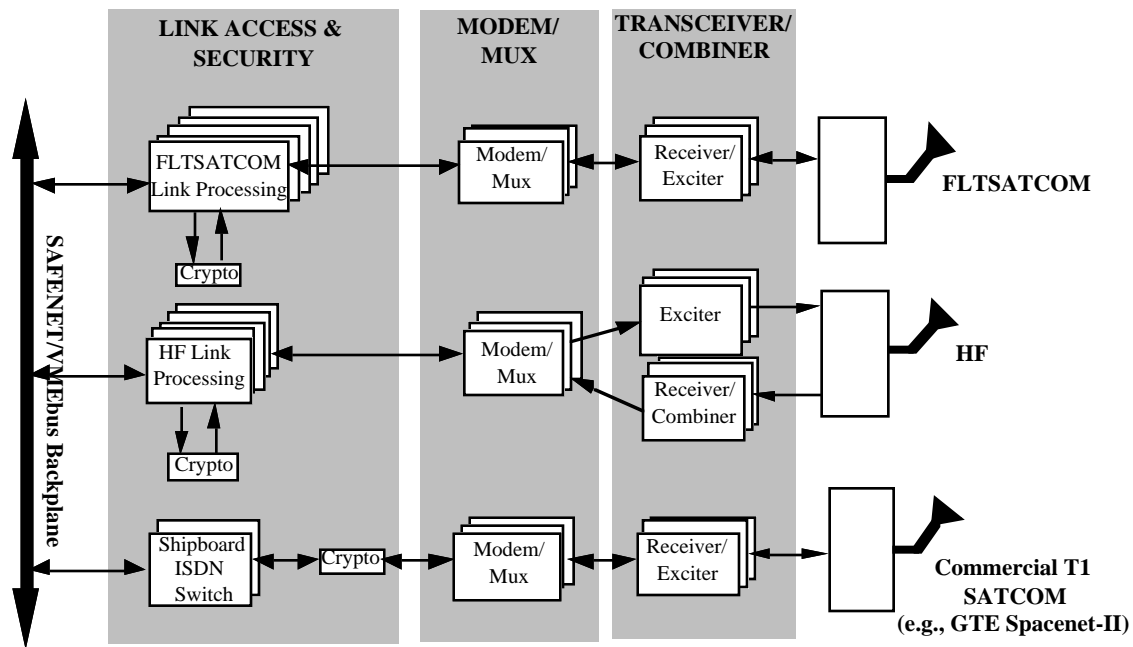 LINK ACCESS &
SECURITY
MODEM/
MUX
TRANSCEIVER/
COMBINER
SAFENET/VMEbus Backplane
FLTSATCOM
Link Processing
Crypto
Modem/
Mux
Receiver/
Exciter
FLTSATCOM
HF Link
Processing
Crypto
Modem/
Mux
Exciter
Receiver/
Combiner
HF
Shipboard
ISDN
Switch
Crypto
Modem/
Mux
Receiver/
Exciter
Commercial T1
SATCOM
(e.g., GTE Spacenet-II)